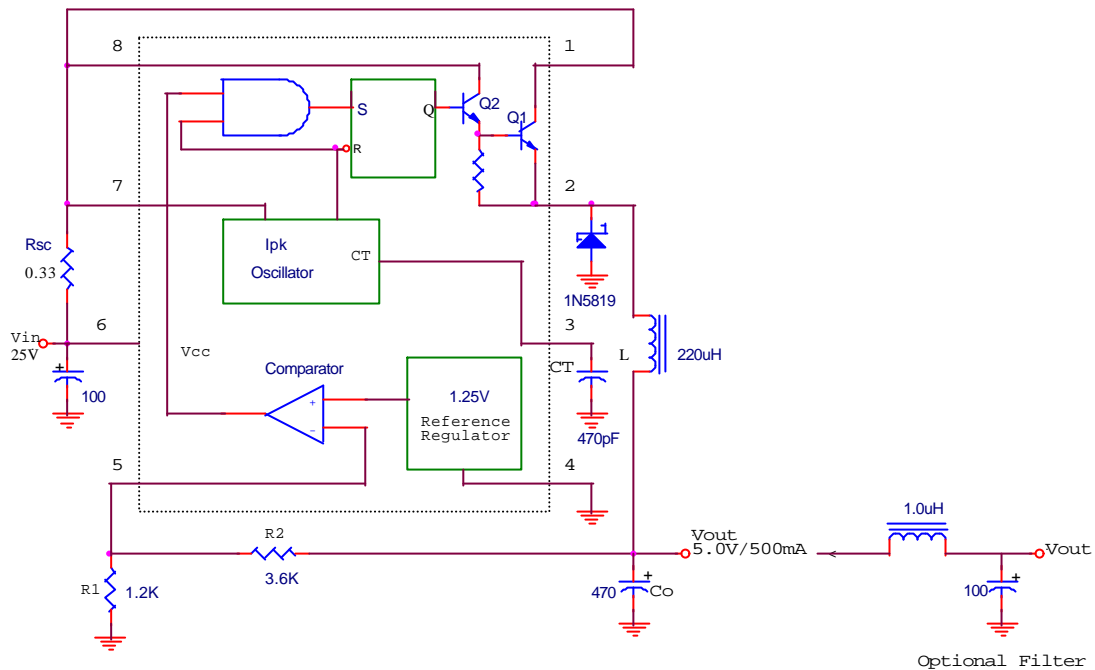 8
1
S
Q
Q2
Q1
R
7
2
Rsc
0.33
Ipk
Oscillator
CT
1N5819
Vin
25V
6
3
Vcc
L
220uH
100
Comparator
+
-
1.25V
Reference
Regulator
CT
470pF
5
4
1.0uH
R2
3.6K
Vout
5.0V/500mA
Vout
R1
1.2K
470
+
Co
100
+
+
1
Optional Filter